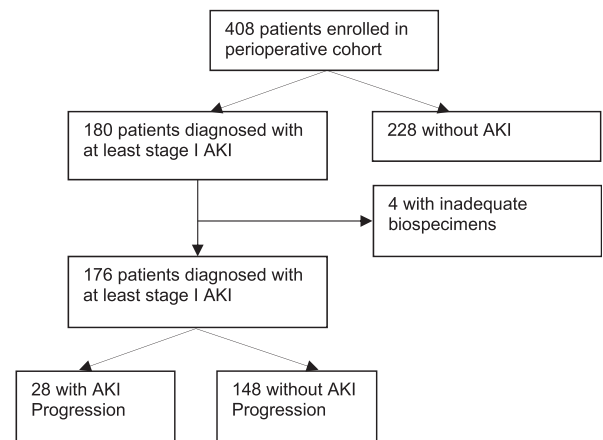 408 patients enrolled in
perioperative cohort
180 patients diagnosed with
at least stage I AKI
228 without AKI
4 with inadequate
biospecimens
176 patients diagnosed with
at least stage I AKI
28 with AKI
Progression
148 without AKI
Progression